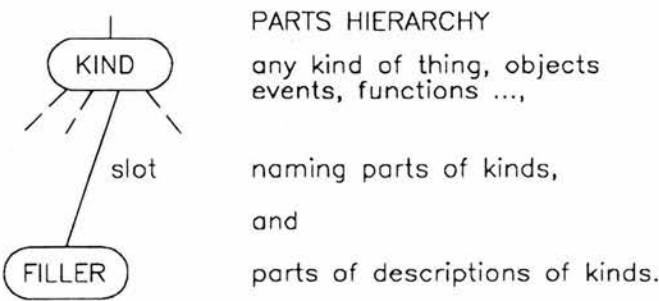 PARTS HIERARCHY
KIND
any kind of thing, objects
events, functions ...,
slot
naming parts of kinds,
and
FILLER
parts of descriptions of kinds.